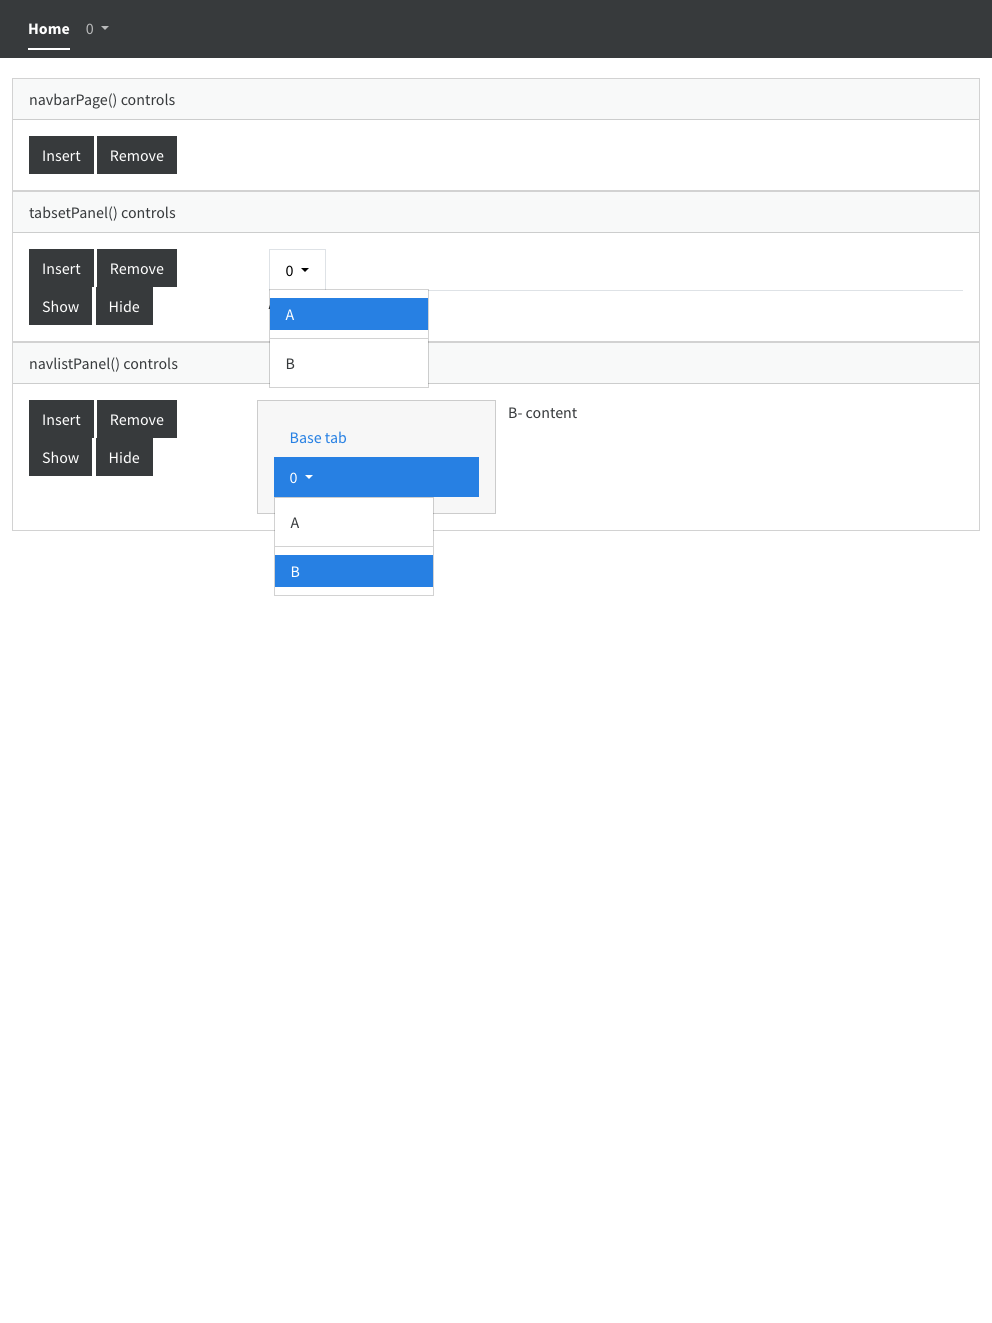 Home 0
navbarPage() controls
Insert Remove
tabsetPanel() controls
Insert Remove
Show Hide
0
A
B
navlistPanel() controls
Insert Remove
Show Hide
Base tab
0
A
B
B- content